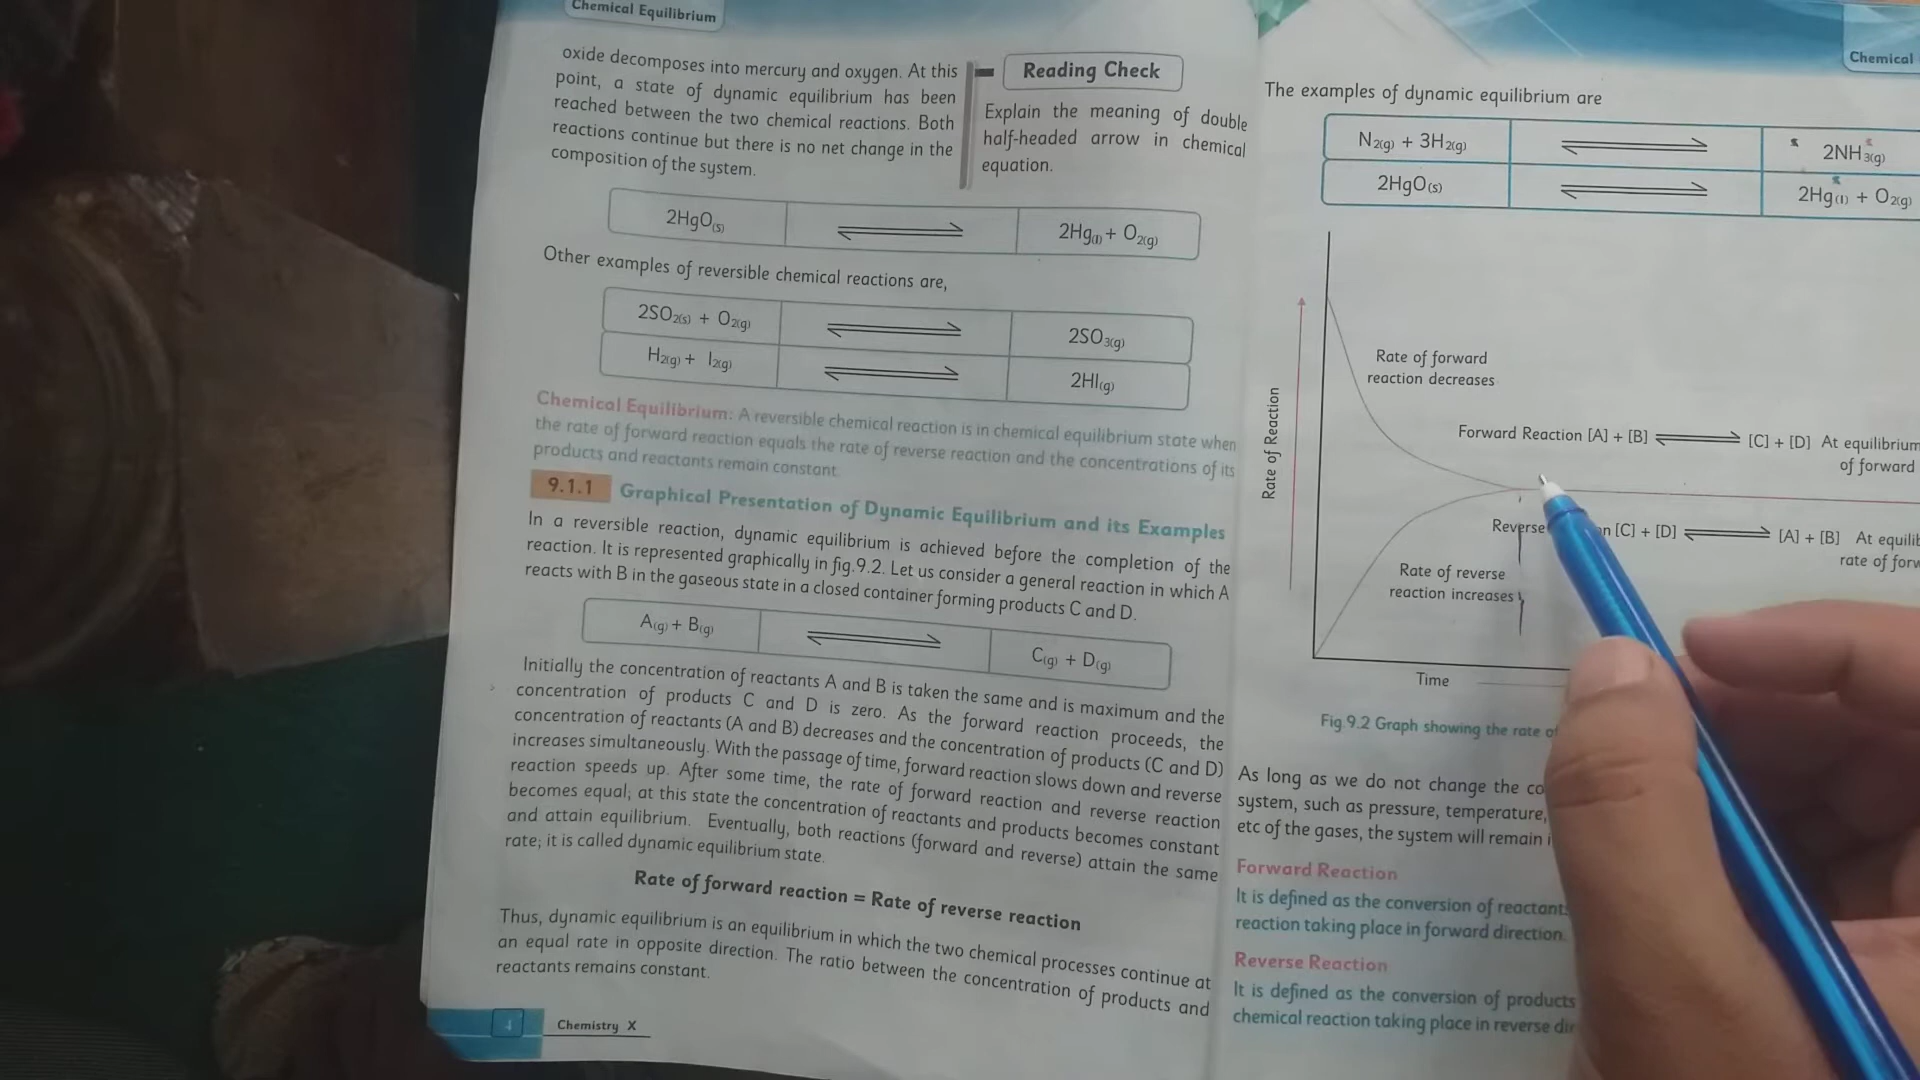 Chemical Equilibrium
oxide decomposes into mercury and oxygen. At this
point, a state of dynamic equilibrium has been
reached between the two chemical reactions. Both
reactions continue but there is no net change in the
composition of the system.
Reading Check
Explain the meaning of double
half-headed arrow in chemical
equation.
2HgO(s) ⇌ 2Hg(l) + O2(g)
Other examples of reversible chemical reactions are,
2SO2(s) + O2(g) ⇌ 2SO3(g)
H2(g) + I2(g) ⇌ 2HI(g)
Chemical Equilibrium: A reversible chemical reaction is in chemical equilibrium state when
the rate of forward reaction equals the rate of reverse reaction and the concentrations of its
products and reactants remain constant.
9.1.1 Graphical Presentation of Dynamic Equilibrium and its Examples
In a reversible reaction, dynamic equilibrium is achieved before the completion of the
reaction. It is represented graphically in fig.9.2. Let us consider a general reaction in which A
reacts with B in the gaseous state in a closed container forming products C and D.
A(g) + B(g) ⇌ C(g) + D(g)
Initially the concentration of reactants A and B is taken the same and is maximum and the
concentration of products C and D is zero. As the forward reaction proceeds, the
concentration of reactants (A and B) decreases and the concentration of products (C and D)
increases simultaneously. With the passage of time, forward reaction slows down and reverse
reaction speeds up. After some time, the rate of forward reaction and reverse reaction
becomes equal; at this state the concentration of reactants and products becomes constant
and attain equilibrium. Eventually, both reactions (forward and reverse) attain the same
rate; it is called dynamic equilibrium state.
Rate of forward reaction = Rate of reverse reaction
Thus, dynamic equilibrium is an equilibrium in which the two chemical processes continue at
an equal rate in opposite direction. The ratio between the concentration of products and
reactants remains constant.
4 Chemistry X
Chemical
The examples of dynamic equilibrium are
N2(g) + 3H2(g) ⇌ 2NH3(g)
2HgO(s) ⇌ 2Hg(l) + O2(g)
Rate of Reaction
Rate of forward
reaction decreases
Forward Reaction [A] + [B] ⇌ [C] + [D] At equilibrium
of forward
Reverse [C] + [D] ⇌ [A] + [B] At
rate of
Rate of reverse
reaction increases
Time
Fig.9.2 Graph showing the rate
As long as we do not change the
system, such as pressure, temperature,
etc of the gases, the system will remain
Forward Reaction
It is defined as the conversion of reactants
reaction taking place in forward direction.
Reverse Reaction
It is defined as the conversion of products
chemical reaction taking place in reverse